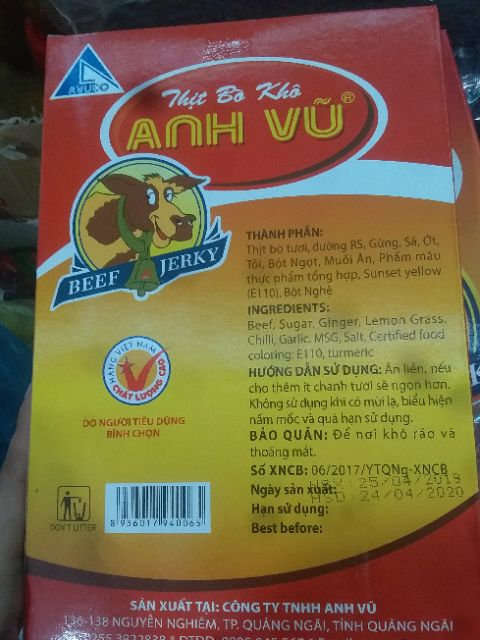 AVUCO
Thịt Bò Khô
ANH VŨ®
BEEF JERKY
THÀNH PHẦN:
Thịt bò tươi, đường RS, Gừng, Sả, Ớt,
Tỏi, Bột Ngọt, Muối Ăn, Phẩm màu
thực phẩm tổng hợp, Sunset yellow
(E110), Bột Nghệ
INGREDIENTS:
Beef, Sugar, Ginger, Lemon Grass,
Chilli, Garlic, MSG, Salt, Certified food
coloring: E110, turmeric
HƯỚNG DẪN SỬ DỤNG: Ăn liền, nếu
cho thêm ít chanh tươi sẽ ngon hơn.
Không sử dụng khi có mùi lạ, biểu hiện
nấm mốc và quá hạn sử dụng.
BẢO QUẢN: Để nơi khô ráo và
thoáng mát.
Số XNCB: 06/2017/YTQNg-XNCB
Ngày sản xuất: NSX: 25/04/2019
Hạn sử dụng: HSD: 24/04/2020
Best before:
HÀNG VIỆT NAM
CHẤT LƯỢNG CAO
DO NGƯỜI TIÊU DÙNG
BÌNH CHỌN
DON'T LITTER
8 936017 940065
SẢN XUẤT TẠI: CÔNG TY TNHH ANH VŨ
136-138 NGUYỄN NGHIÊM, TP. QUẢNG NGÃI, TỈNH QUẢNG NGÃI